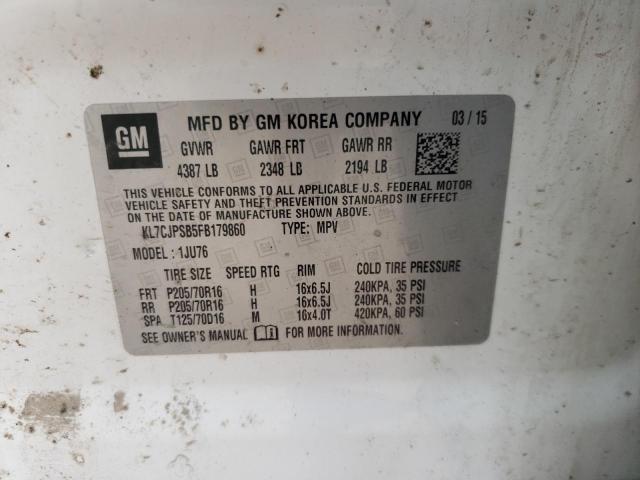 GM
MFD BY GM KOREA COMPANY 03 / 15
GVWR GAWR FRT GAWR RR
4387 LB 2348 LB 2194 LB
THIS VEHICLE CONFORMS TO ALL APPLICABLE U.S. FEDERAL MOTOR
VEHICLE SAFETY AND THEFT PREVENTION STANDARDS IN EFFECT
ON THE DATE OF MANUFACTURE SHOWN ABOVE.
KL7CJPSB5FB179860 TYPE: MPV
MODEL : 1JU76
TIRE SIZE SPEED RTG RIM COLD TIRE PRESSURE
FRT P205/70R16 H 16x6.5J 240KPA, 35 PSI
RR P205/70R16 H 16x6.5J 240KPA, 35 PSI
SPA T125/70D16 M 16x4.0T 420KPA, 60 PSI
SEE OWNER'S MANUAL FOR MORE INFORMATION